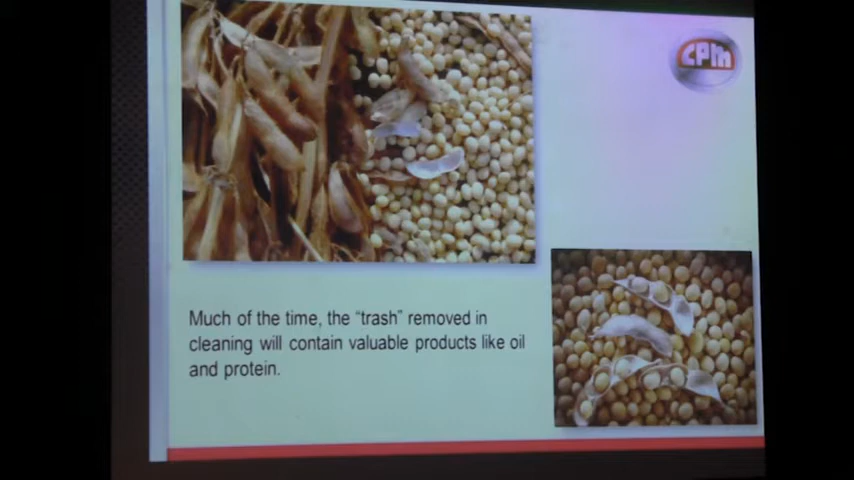 CPM
Much of the time, the “trash” removed in
cleaning will contain valuable products like oil
and protein.